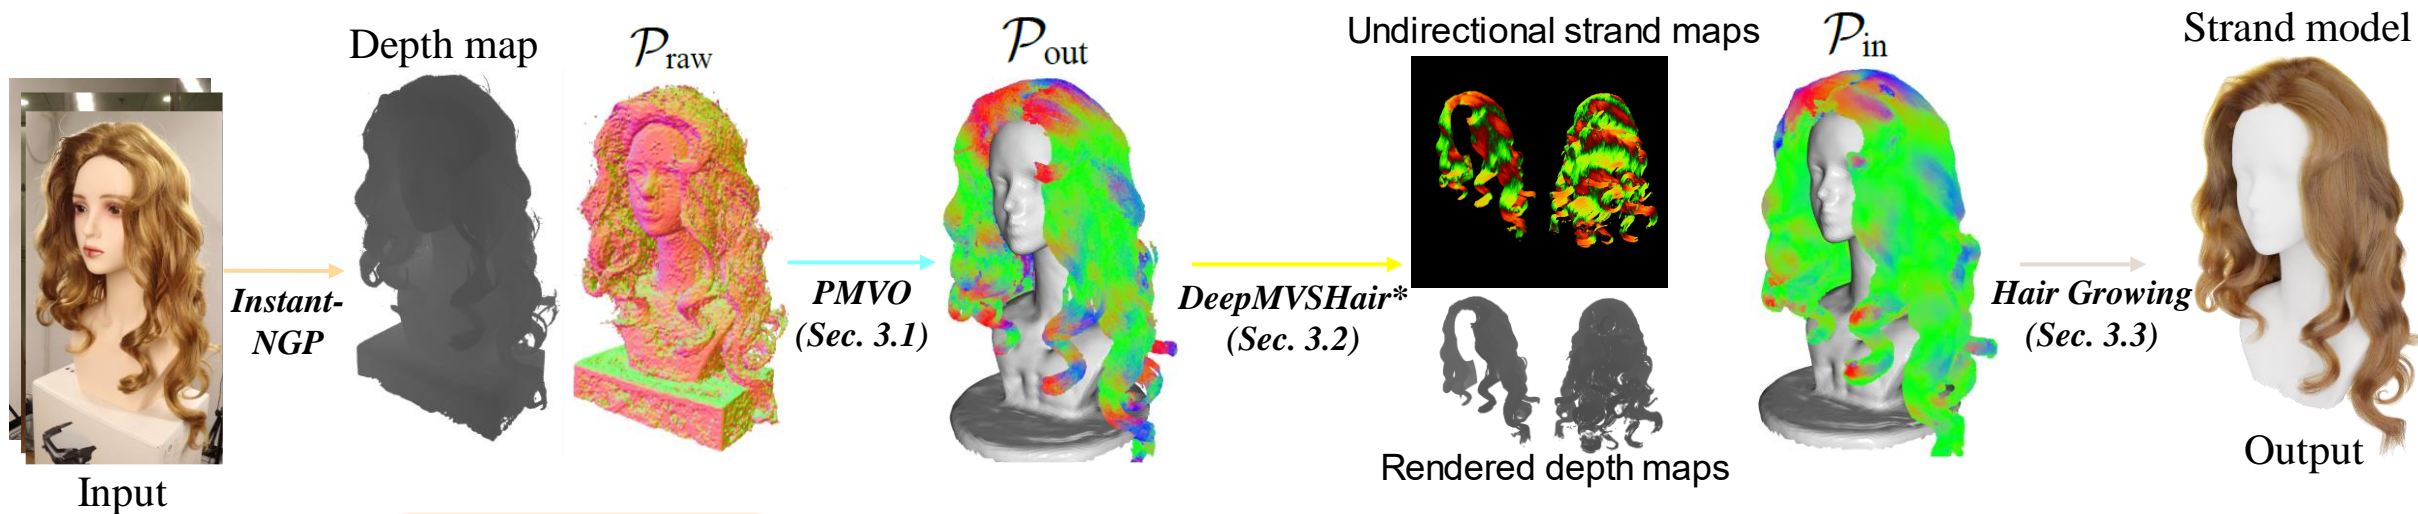 Input
Instant-
NGP
Depth map
𝒫raw
PMVO
(Sec. 3.1)
𝒫out
DeepMVSHair*
(Sec. 3.2)
Undirectional strand maps
Rendered depth maps
𝒫in
Hair Growing
(Sec. 3.3)
Strand model
Output